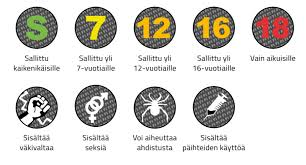 S 7 12 16 18
Sallittu Sallittu yli Sallittu yli Sallittu yli Vain aikuisille
kaikenikäisille 7-vuotiaille 12-vuotiaille 16-vuotiaille
Sisältää Sisältää Voi aiheuttaa Sisältää
väkivaltaa seksiä ahdistusta päihteiden käyttöä